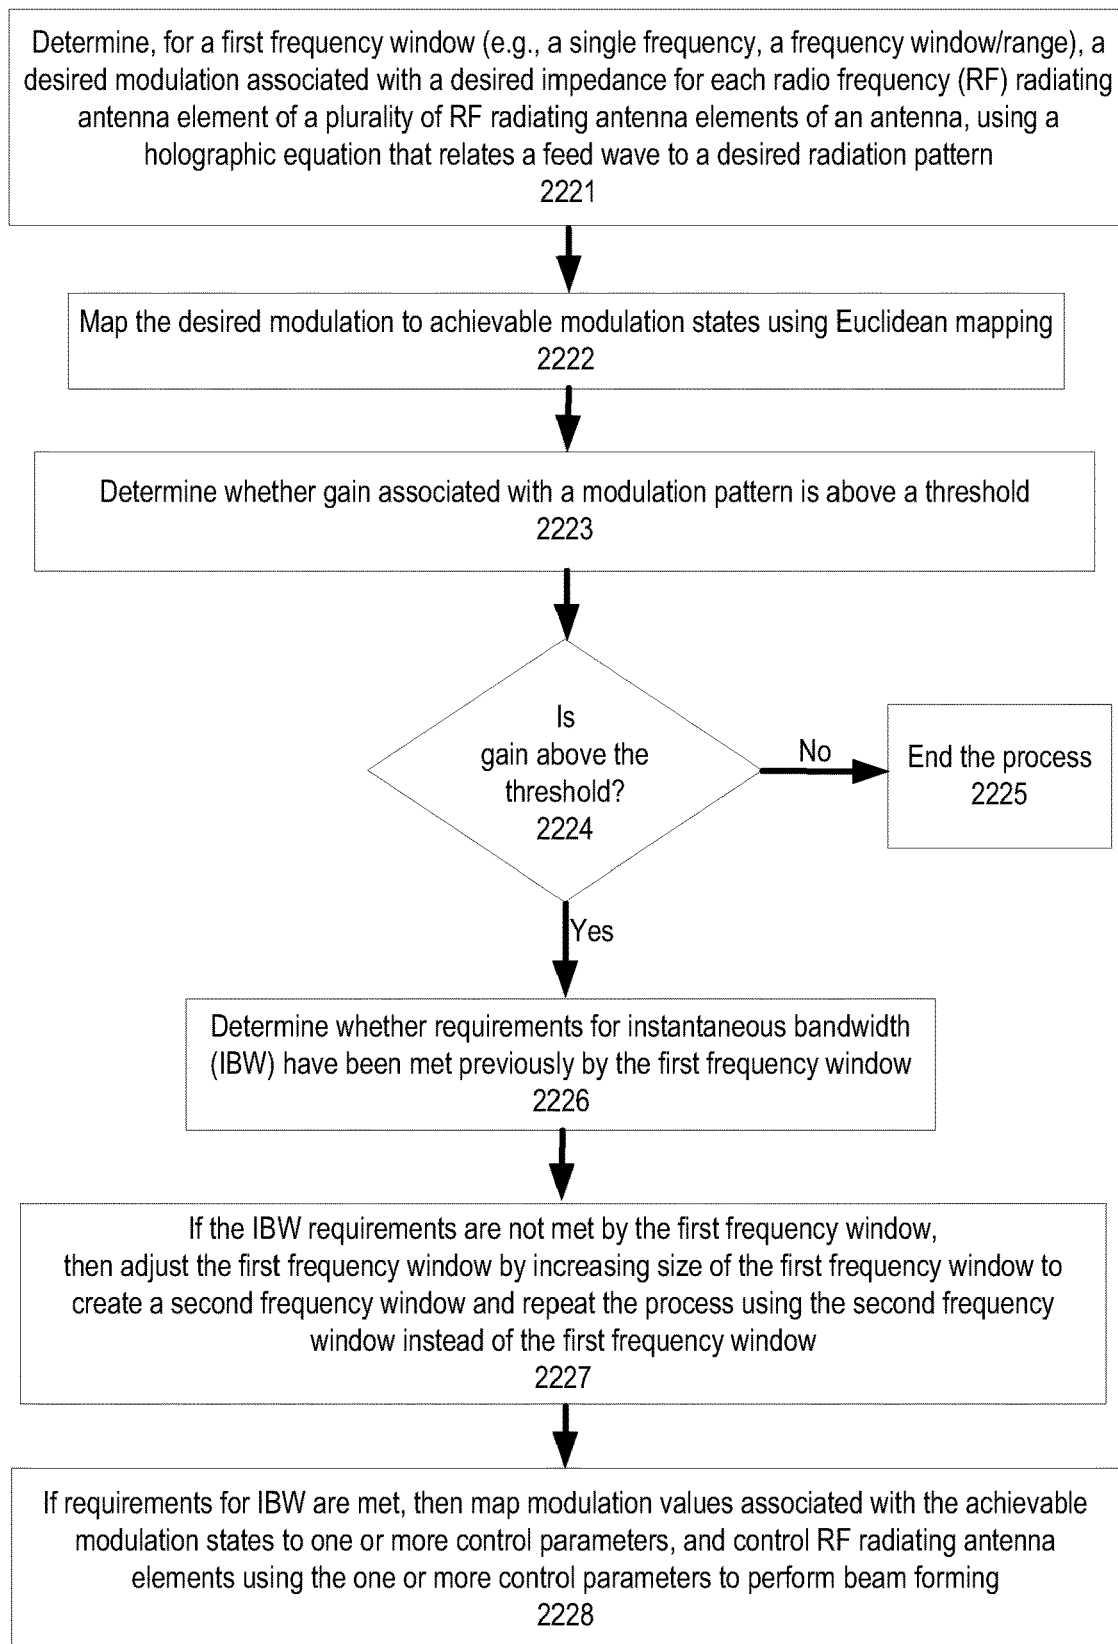 Determine, for a first frequency window (e.g., a single frequency, a frequency window/range), a
desired modulation associated with a desired impedance for each radio frequency (RF) radiating
antenna element of a plurality of RF radiating antenna elements of an antenna, using a
holographic equation that relates a feed wave to a desired radiation pattern
2221
Map the desired modulation to achievable modulation states using Euclidean mapping
2222
Determine whether gain associated with a modulation pattern is above a threshold
2223
Is
gain above the
threshold?
2224
No
End the process
2225
Yes
Determine whether requirements for instantaneous bandwidth
(IBW) have been met previously by the first frequency window
2226
If the IBW requirements are not met by the first frequency window,
then adjust the first frequency window by increasing size of the first frequency window to
create a second frequency window and repeat the process using the second frequency
window instead of the first frequency window
2227
If requirements for IBW are met, then map modulation values associated with the achievable
modulation states to one or more control parameters, and control RF radiating antenna
elements using the one or more control parameters to perform beam forming
2228